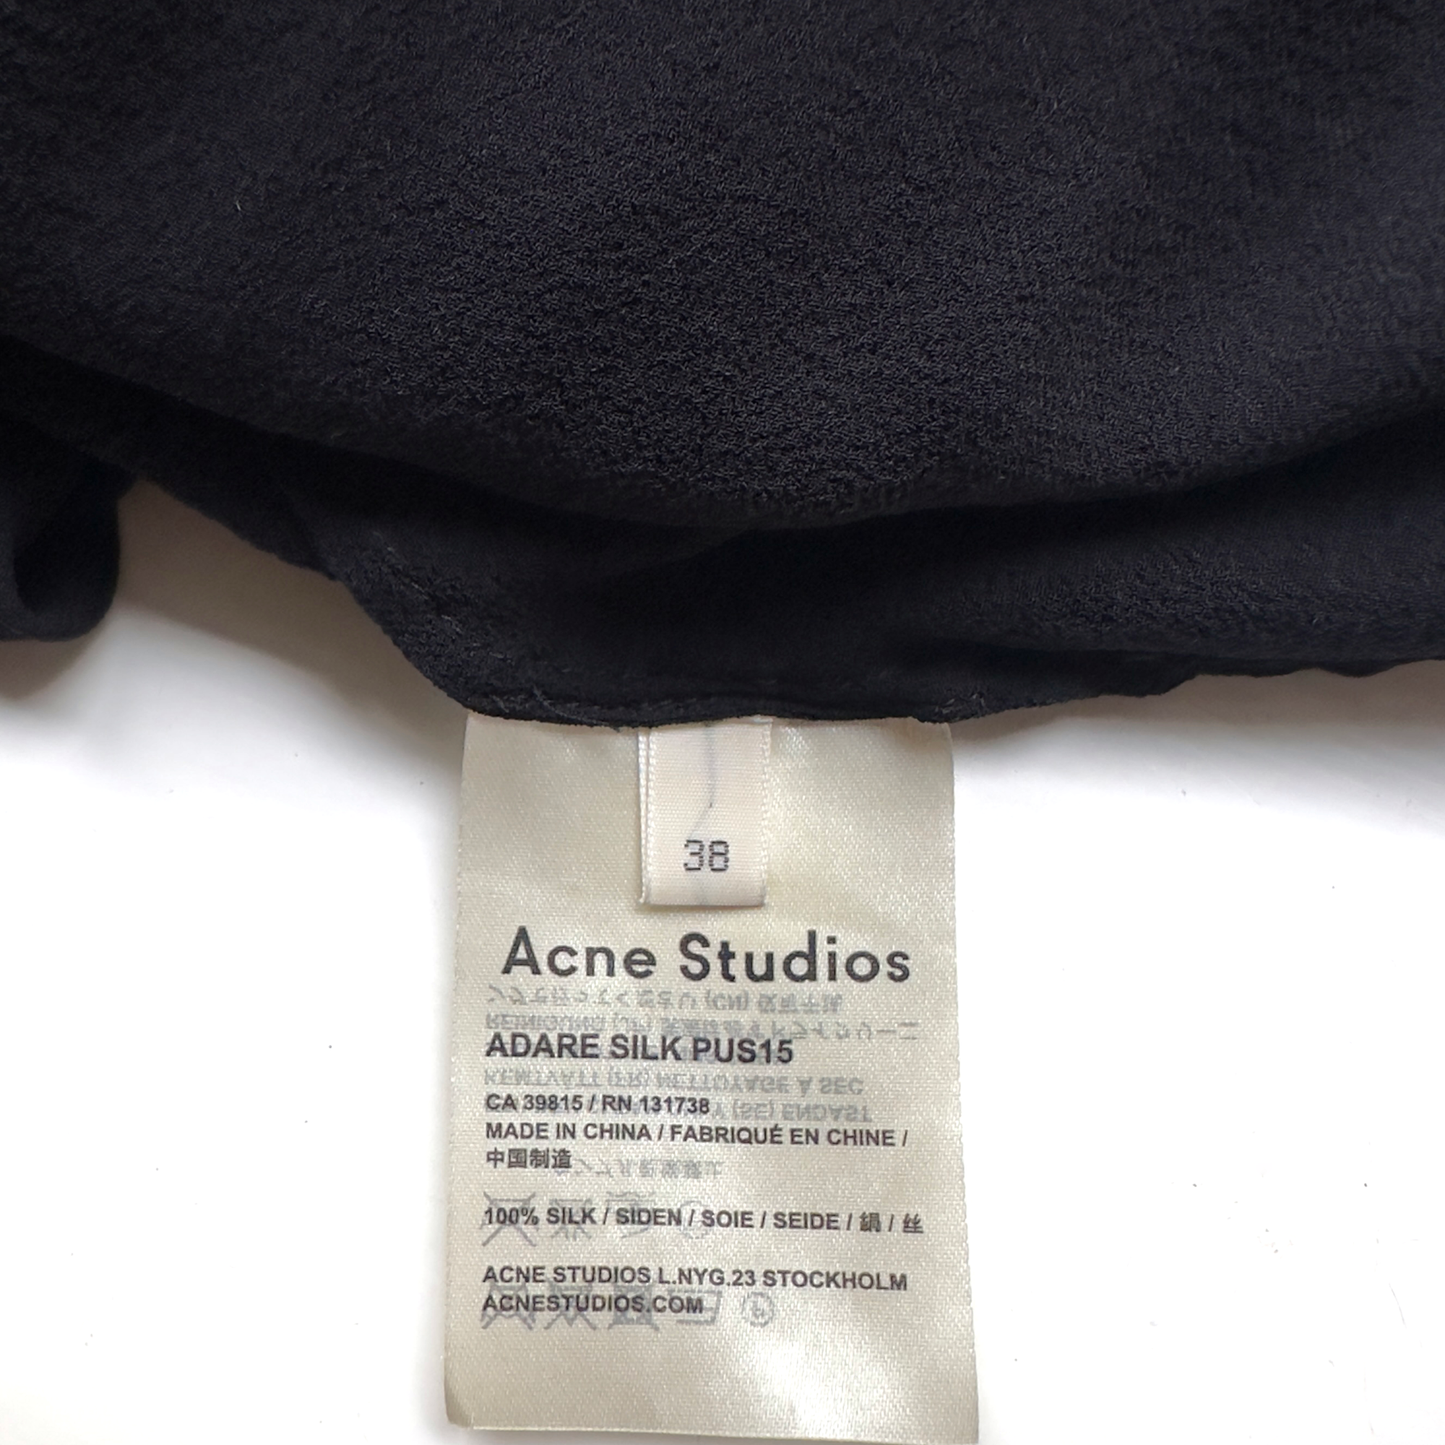 38
Acne Studios
ADARE SILK PUS15
CA 39815 / RN 131738
MADE IN CHINA / FABRIQUÉ EN CHINE /
中国制造
100% SILK / SIDEN / SOIE / SEIDE / 絹 / 丝
ACNE STUDIOS L.NYG.23 STOCKHOLM
ACNESTUDIOS.COM